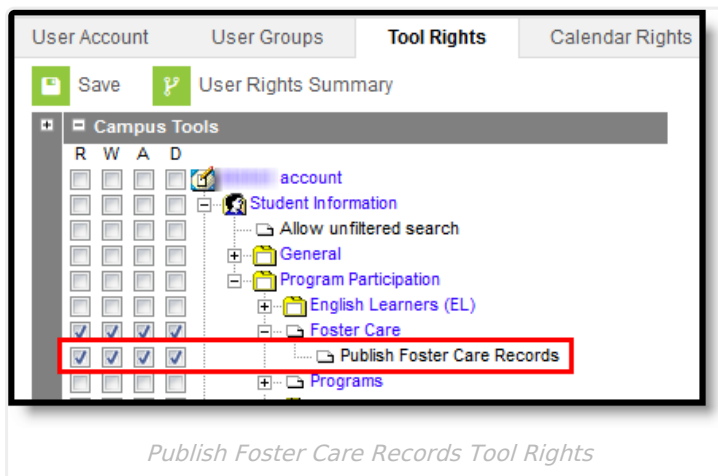 User Account User Groups Tool Rights Calendar Rights
Save User Rights Summary
Campus Tools
R W A D
account
Student Information
Allow unfiltered search
General
Program Participation
English Learners (EL)
Foster Care
Publish Foster Care Records
Programs
Publish Foster Care Records Tool Rights